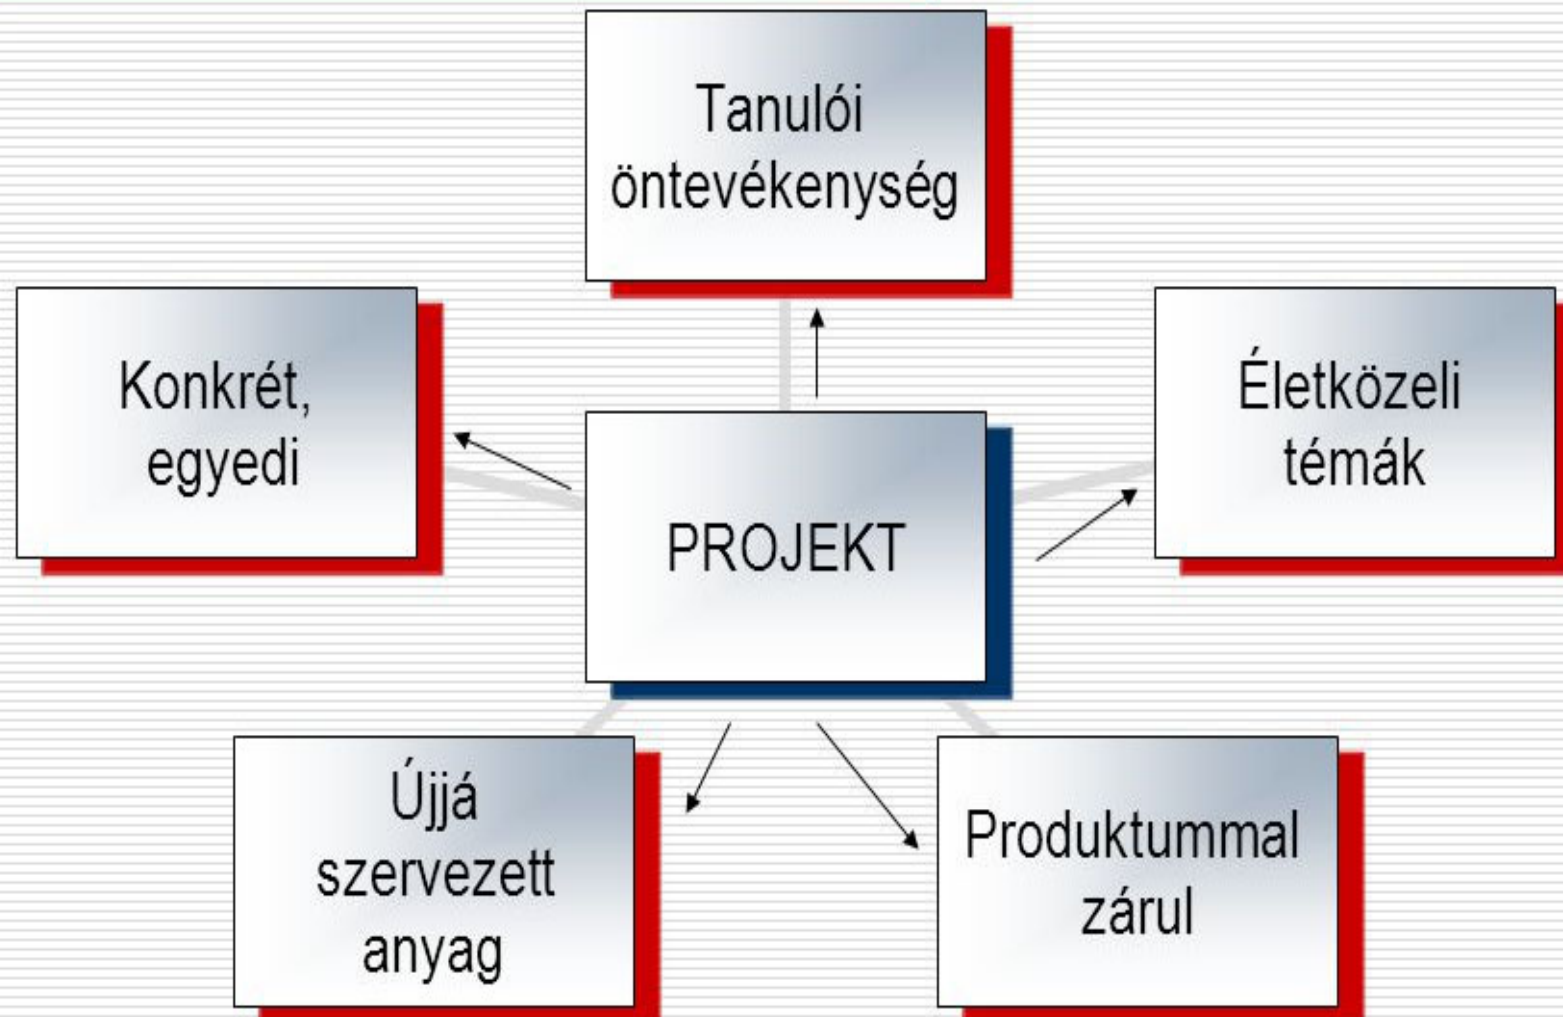 Tanulói
öntevékenység
Konkrét,
egyedi
Életközeli
témák
PROJEKT
Újjá
szervezett
anyag
Produktummal
zárul